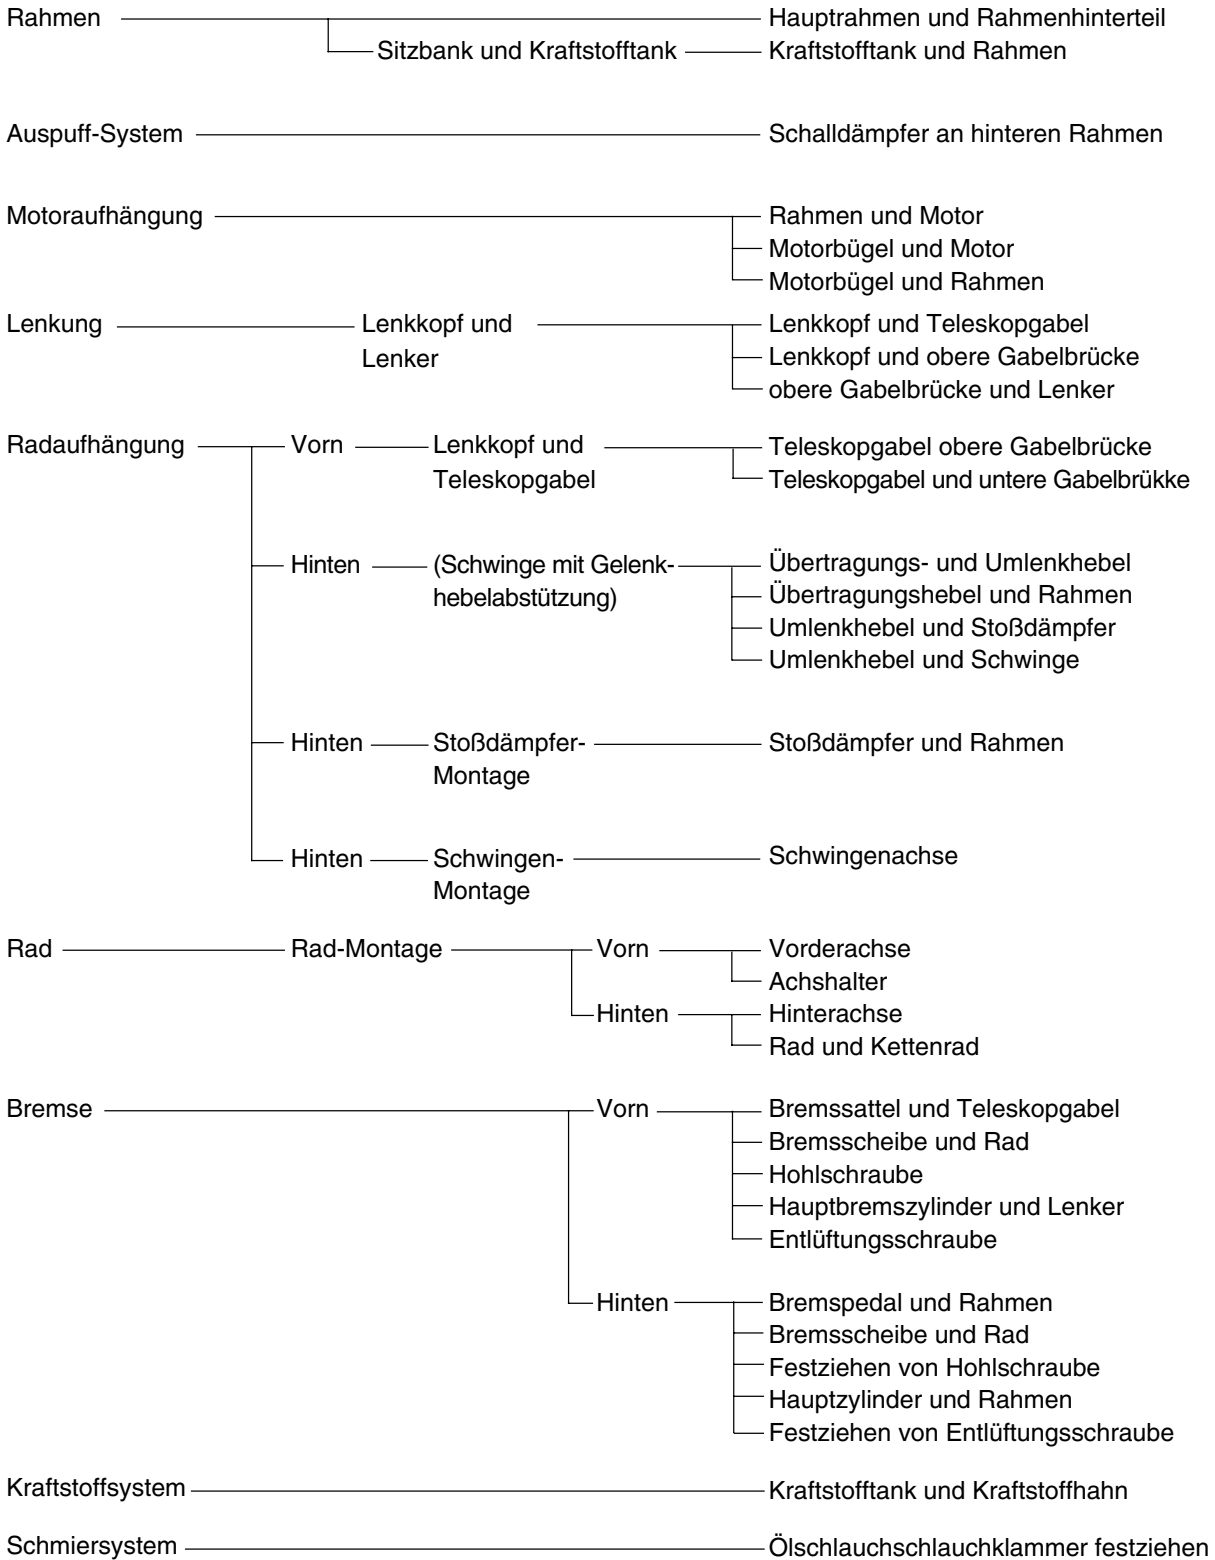 Rahmen Hauptrahmen und Rahmenhinterteil
Sitzbank und Kraftstofftank Kraftstofftank und Rahmen
Auspuff-System Schalldämpfer an hinteren Rahmen
Motoraufhängung Rahmen und Motor
Motorbügel und Motor
Motorbügel und Rahmen
Lenkung Lenkkopf und Lenkkopf und Teleskopgabel
Lenker Lenkkopf und obere Gabelbrücke
obere Gabelbrücke und Lenker
Radaufhängung Vorn Lenkkopf und Teleskopgabel obere Gabelbrücke
Teleskopgabel Teleskopgabel und untere Gabelbrükke
Hinten (Schwinge mit Gelenk- Übertragungs- und Umlenkhebel
hebelabstützung) Übertragungshebel und Rahmen
Umlenkhebel und Stoßdämpfer
Umlenkhebel und Schwinge
Hinten Stoßdämpfer- Stoßdämpfer und Rahmen
Montage
Hinten Schwingen- Schwingenachse
Montage
Rad Rad-Montage Vorn Vorderachse
Achshalter
Hinten Hinterachse
Rad und Kettenrad
Bremse Vorn Bremssattel und Teleskopgabel
Bremsscheibe und Rad
Hohlschraube
Hauptbremszylinder und Lenker
Entlüftungsschraube
Hinten Bremspedal und Rahmen
Bremsscheibe und Rad
Festziehen von Hohlschraube
Hauptzylinder und Rahmen
Festziehen von Entlüftungsschraube
Kraftstoffsystem Kraftstofftank und Kraftstoffhahn
Schmiersystem Ölschlauchschlauchklammer festziehen